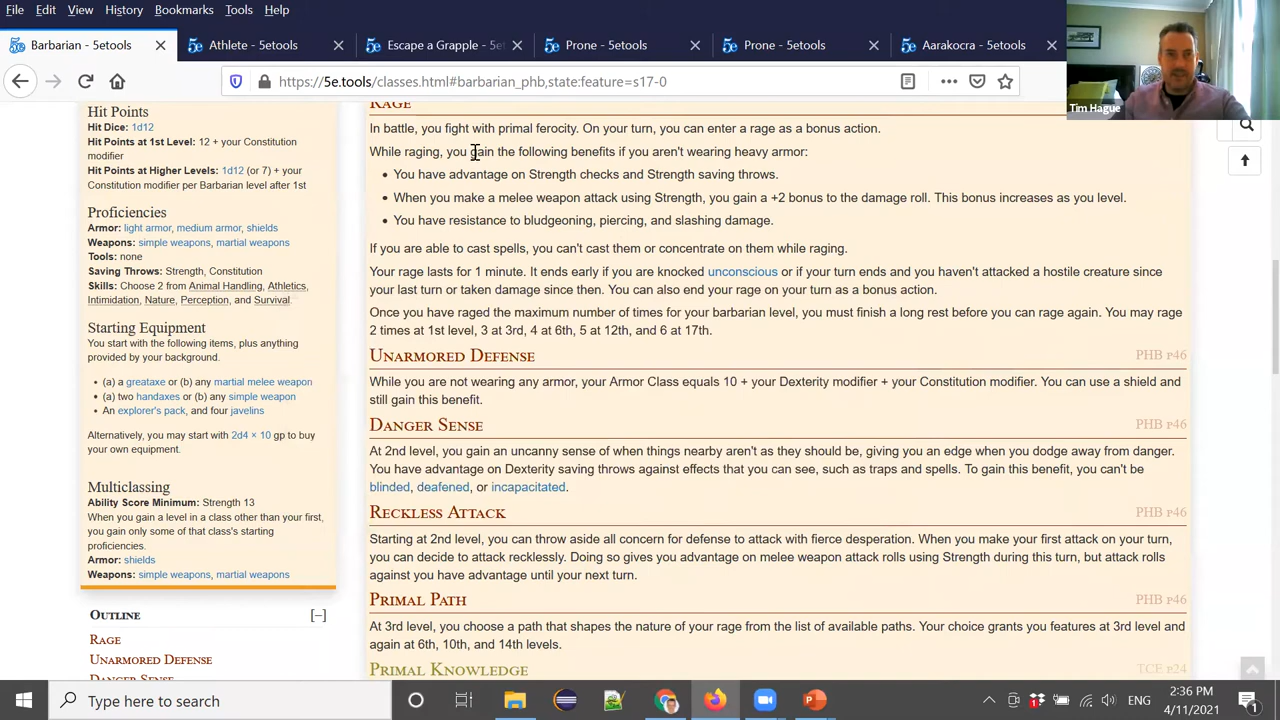 File Edit View History Bookmarks Tools Help
Barbarian - 5etools
Athlete - 5etools
Escape a Grapple - 5et
Prone - 5etools
Prone - 5etools
Aarakocra - 5etools
https://5e.tools/classes.html#barbarian_phb,state:feature=s17-0
Tim Hague
Hit Points
Hit Dice: 1d12
Hit Points at 1st Level: 12 + your Constitution
modifier
Hit Points at Higher Levels: 1d12 (or 7) + your
Constitution modifier per Barbarian level after 1st
Proficiencies
Armor: light armor, medium armor, shields
Weapons: simple weapons, martial weapons
Tools: none
Saving Throws: Strength, Constitution
Skills: Choose 2 from Animal Handling, Athletics,
Intimidation, Nature, Perception, and Survival.
Starting Equipment
You start with the following items, plus anything
provided by your background.
• (a) a greataxe or (b) any martial melee weapon
• (a) two handaxes or (b) any simple weapon
• An explorer's pack, and four javelins
Alternatively, you may start with 2d4 × 10 gp to buy
your own equipment.
Multiclassing
Ability Score Minimum: Strength 13
When you gain a level in a class other than your first,
you gain only some of that class's starting
proficiencies.
Armor: shields
Weapons: simple weapons, martial weapons
OUTLINE [–]
RAGE
UNARMORED DEFENSE
DANGER SENSE
RAGE
In battle, you fight with primal ferocity. On your turn, you can enter a rage as a bonus action.
While raging, you gain the following benefits if you aren't wearing heavy armor:
• You have advantage on Strength checks and Strength saving throws.
• When you make a melee weapon attack using Strength, you gain a +2 bonus to the damage roll. This bonus increases as you level.
• You have resistance to bludgeoning, piercing, and slashing damage.
If you are able to cast spells, you can't cast them or concentrate on them while raging.
Your rage lasts for 1 minute. It ends early if you are knocked unconscious or if your turn ends and you haven't attacked a hostile creature since
your last turn or taken damage since then. You can also end your rage on your turn as a bonus action.
Once you have raged the maximum number of times for your barbarian level, you must finish a long rest before you can rage again. You may rage
2 times at 1st level, 3 at 3rd, 4 at 6th, 5 at 12th, and 6 at 17th.
UNARMORED DEFENSE PHB P46
While you are not wearing any armor, your Armor Class equals 10 + your Dexterity modifier + your Constitution modifier. You can use a shield and
still gain this benefit.
DANGER SENSE PHB P46
At 2nd level, you gain an uncanny sense of when things nearby aren't as they should be, giving you an edge when you dodge away from danger.
You have advantage on Dexterity saving throws against effects that you can see, such as traps and spells. To gain this benefit, you can't be
blinded, deafened, or incapacitated.
RECKLESS ATTACK PHB P46
Starting at 2nd level, you can throw aside all concern for defense to attack with fierce desperation. When you make your first attack on your turn,
you can decide to attack recklessly. Doing so gives you advantage on melee weapon attack rolls using Strength during this turn, but attack rolls
against you have advantage until your next turn.
PRIMAL PATH PHB P46
At 3rd level, you choose a path that shapes the nature of your rage from the list of available paths. Your choice grants you features at 3rd level and
again at 6th, 10th, and 14th levels.
PRIMAL KNOWLEDGE TCE P24
Type here to search
ENG
2:36 PM
4/11/2021
1